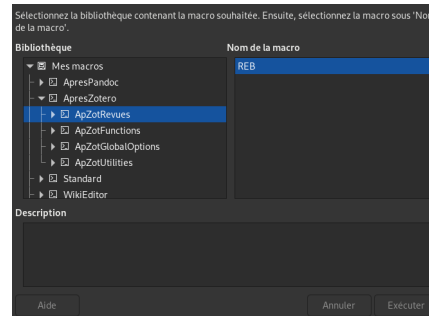 Sélectionnez la bibliothèque contenant la macro souhaitée. Ensuite, sélectionnez la macro sous 'Nom
de la macro'.
Bibliothèque
Nom de la macro
Mes macros
REB
ApresPandoc
ApresZotero
ApZotRevues
ApZotFunctions
ApZotGlobalOptions
ApZotUtilities
Standard
WikiEditor
Description
Aide
Annuler
Exécuter